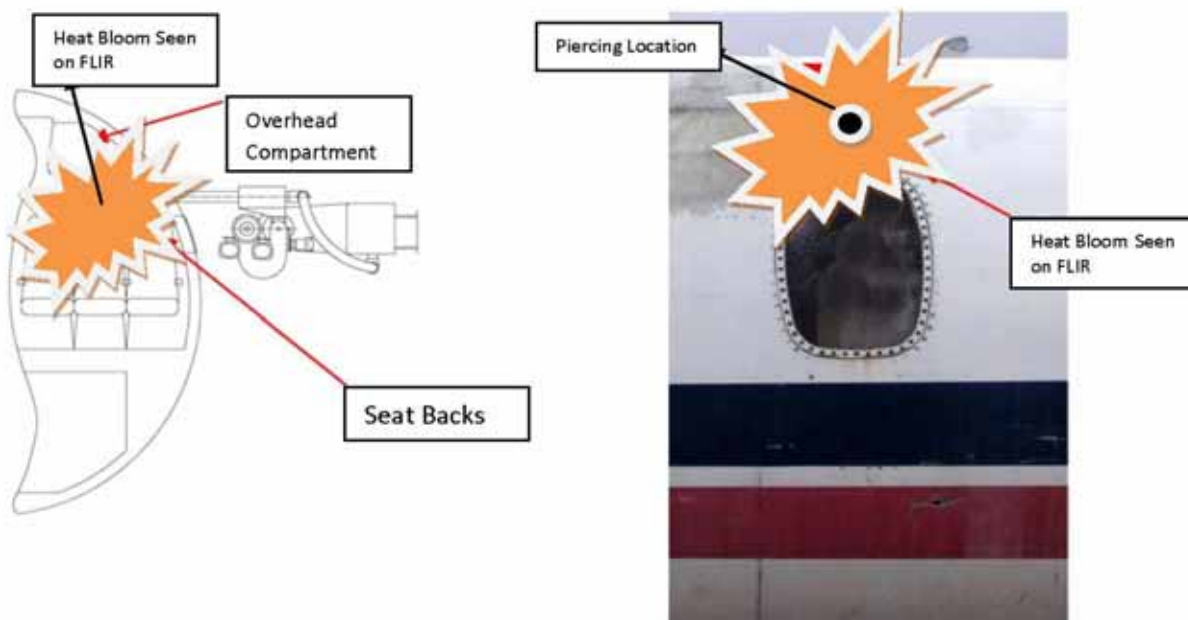 Heat Bloom Seen
on FLIR
Overhead
Compartment
Seat Backs
Piercing Location
Heat Bloom Seen
on FLIR